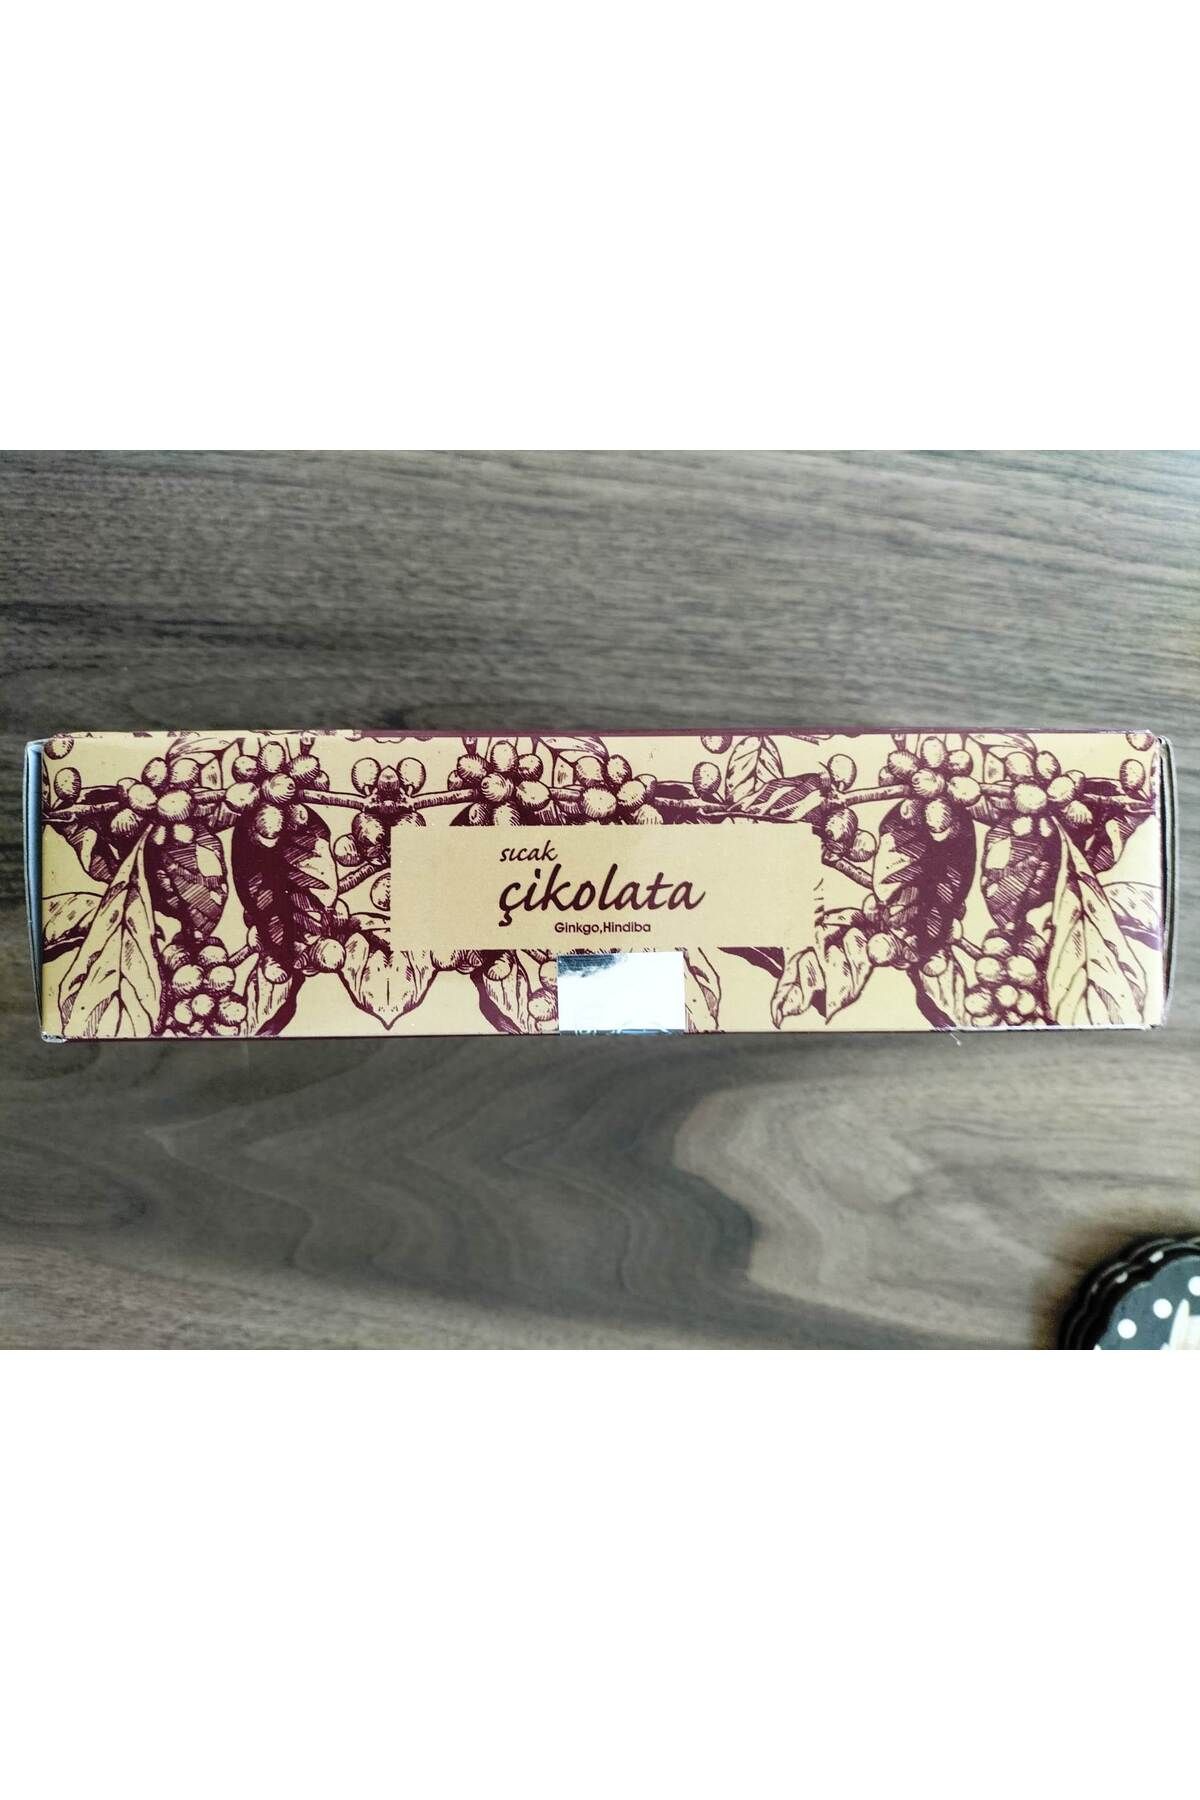 sıcak
çikolata
Ginkgo,Hindiba